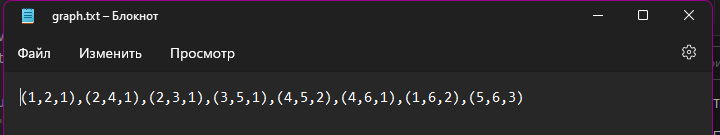 graph.txt – Блокнот
Файл Изменить Просмотр
(1,2,1),(2,4,1),(2,3,1),(3,5,1),(4,5,2),(4,6,1),(1,6,2),(5,6,3)